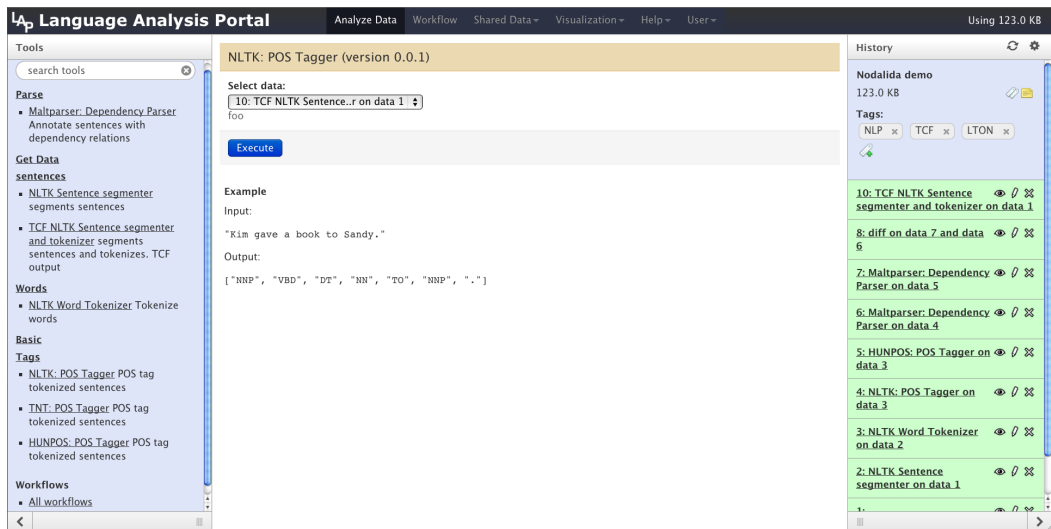 LAP Language Analysis Portal
Analyze Data Workflow Shared Data Visualization Help User
Using 123.0 KB
Tools
search tools
Parse
Maltparser: Dependency Parser
Annotate sentences with
dependency relations
Get Data
sentences
NLTK Sentence segmenter
segments sentences
TCF NLTK Sentence segmenter
and tokenizer segments
sentences and tokenizes. TCF
output
Words
NLTK Word Tokenizer Tokenize
words
Basic
Tags
NLTK: POS Tagger POS tag
tokenized sentences
TNT: POS Tagger POS tag
tokenized sentences
HUNPOS: POS Tagger POS tag
tokenized sentences
Workflows
All workflows
NLTK: POS Tagger (version 0.0.1)
Select data:
10: TCF NLTK Sentence..r on data 1
foo
Execute
Example
Input:
"Kim gave a book to Sandy."
Output:
["NNP", "VBD", "DT", "NN", "TO", "NNP", "."]
History
Nodalida demo
123.0 KB
Tags:
NLP TCF LTON
10: TCF NLTK Sentence
segmenter and tokenizer on data 1
8: diff on data 7 and data
6
7: Maltparser: Dependency
Parser on data 5
6: Maltparser: Dependency
Parser on data 4
5: HUNPOS: POS Tagger on
data 3
4: NLTK: POS Tagger on
data 3
3: NLTK Word Tokenizer
on data 2
2: NLTK Sentence
segmenter on data 1
1: